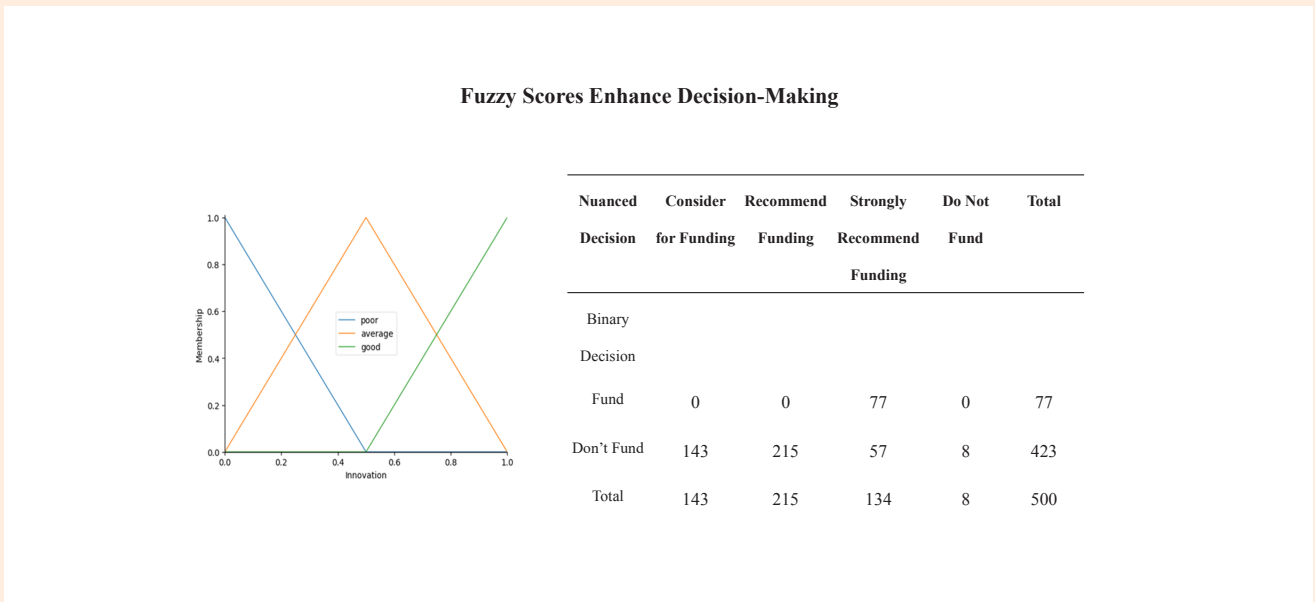 Fuzzy Scores Enhance Decision-Making
1.0
0.8
0.6
0.4
0.2
0.0
Membership
0.0 0.2 0.4 0.6 0.8 1.0
Innovation
poor
average
good
Nuanced Consider Recommend Strongly Do Not Total
Decision for Funding Funding Recommend Fund
Funding
Binary
Decision
Fund 0 0 77 0 77
Don’t Fund 143 215 57 8 423
Total 143 215 134 8 500